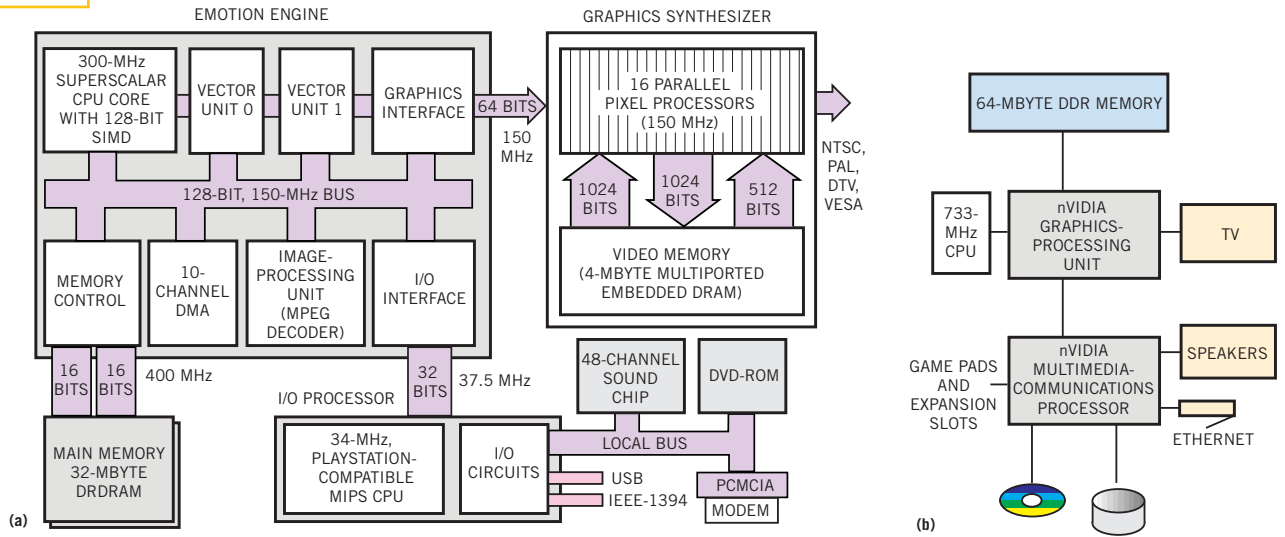 EMOTION ENGINE
300-MHz
SUPERSCALAR
CPU CORE
WITH 128-BIT
SIMD
VECTOR
UNIT 0
VECTOR
UNIT 1
GRAPHICS
INTERFACE
64 BITS
150
MHz
128-BIT, 150-MHz BUS
MEMORY
CONTROL
10-
CHANNEL
DMA
IMAGE-
PROCESSING
UNIT
(MPEG
DECODER)
I/O
INTERFACE
16
BITS
16
BITS
400 MHz
32
BITS
37.5 MHz
MAIN MEMORY
32-MBYTE
DRDRAM
I/O PROCESSOR
34-MHz,
PLAYSTATION-
COMPATIBLE
MIPS CPU
I/O
CIRCUITS
GRAPHICS SYNTHESIZER
16 PARALLEL
PIXEL PROCESSORS
(150 MHz)
1024
BITS
1024
BITS
512
BITS
VIDEO MEMORY
(4-MBYTE MULTIPORTED
EMBEDDED DRAM)
NTSC,
PAL,
DTV,
VESA
48-CHANNEL
SOUND
CHIP
DVD-ROM
LOCAL BUS
USB
IEEE-1394
PCMCIA
MODEM
(a)
64-MBYTE DDR MEMORY
733-
MHz
CPU
nVIDIA
GRAPHICS-
PROCESSING
UNIT
TV
nVIDIA
MULTIMEDIA-
COMMUNICATIONS
PROCESSOR
SPEAKERS
GAME PADS
AND
EXPANSION
SLOTS
ETHERNET
(b)